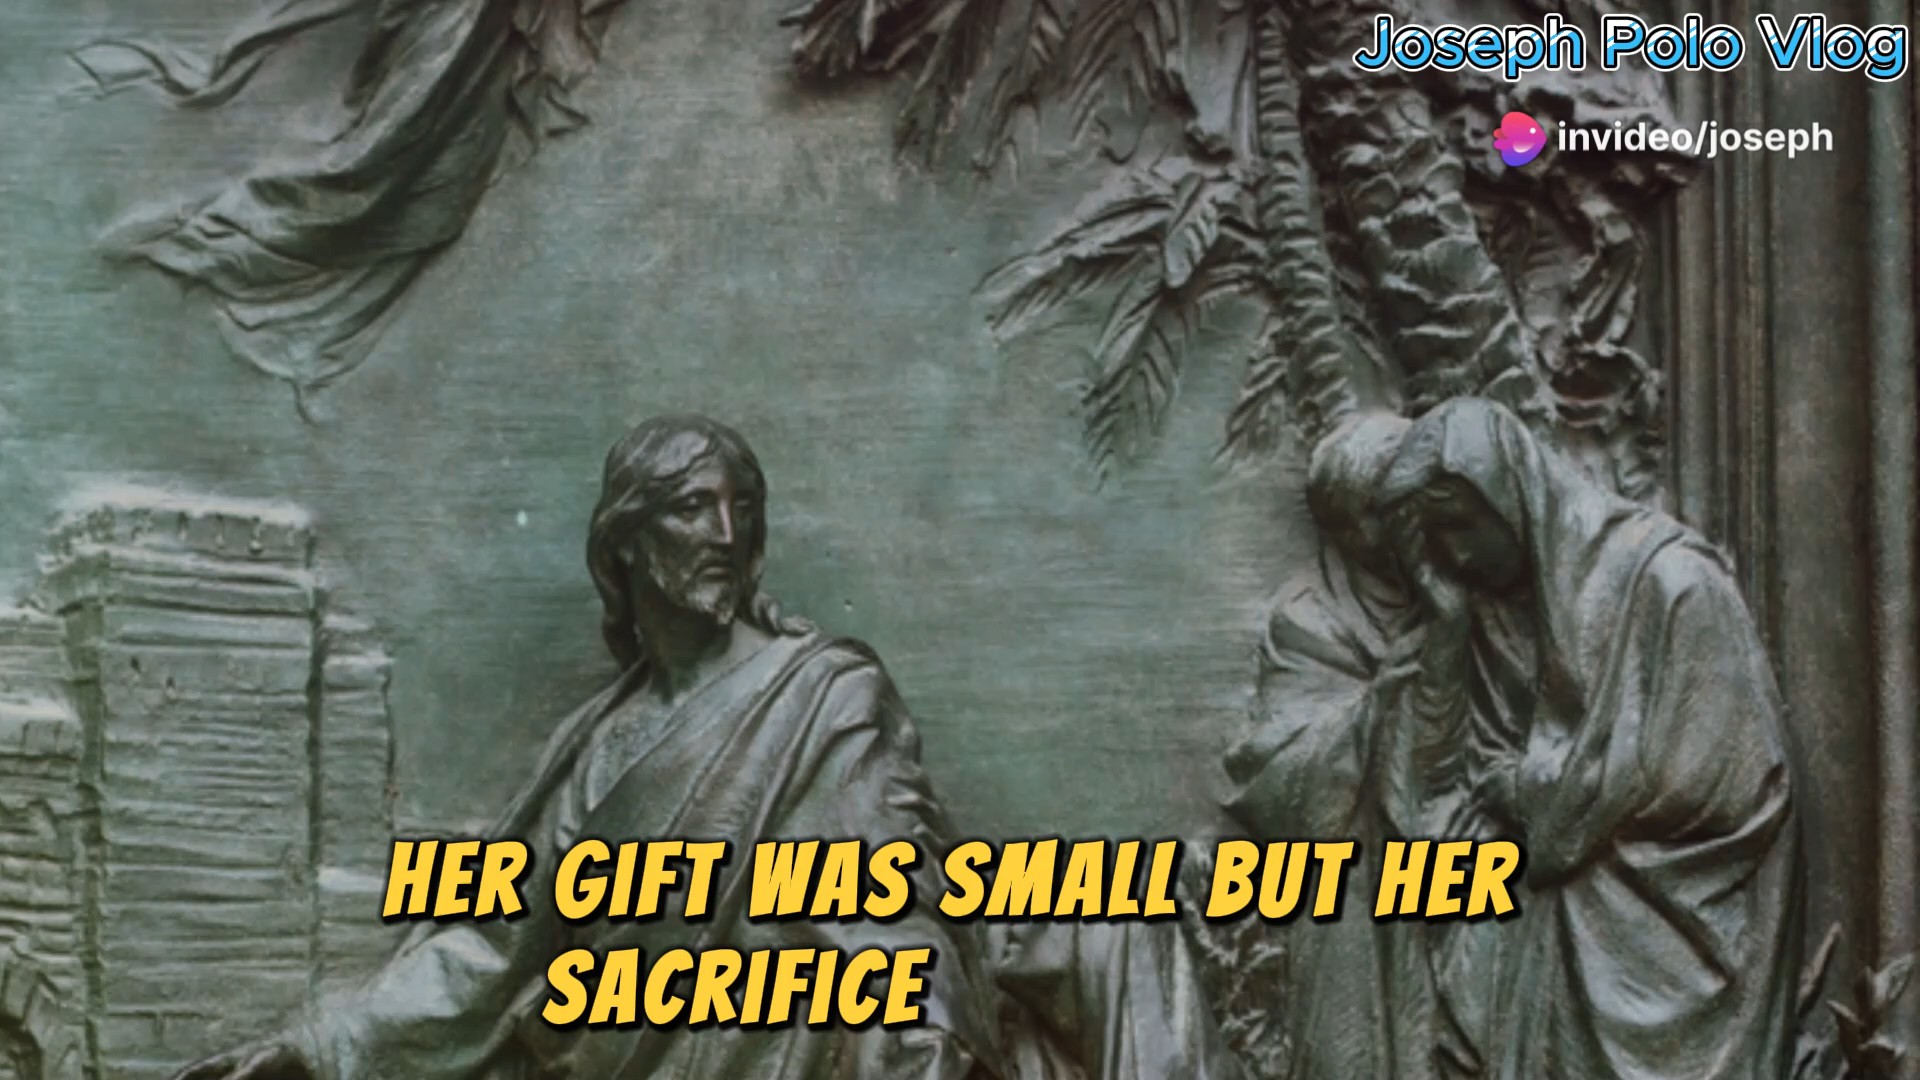 Joseph Polo Vlog
invideo/joseph
HER GIFT WAS SMALL BUT HER
SACRIFICE